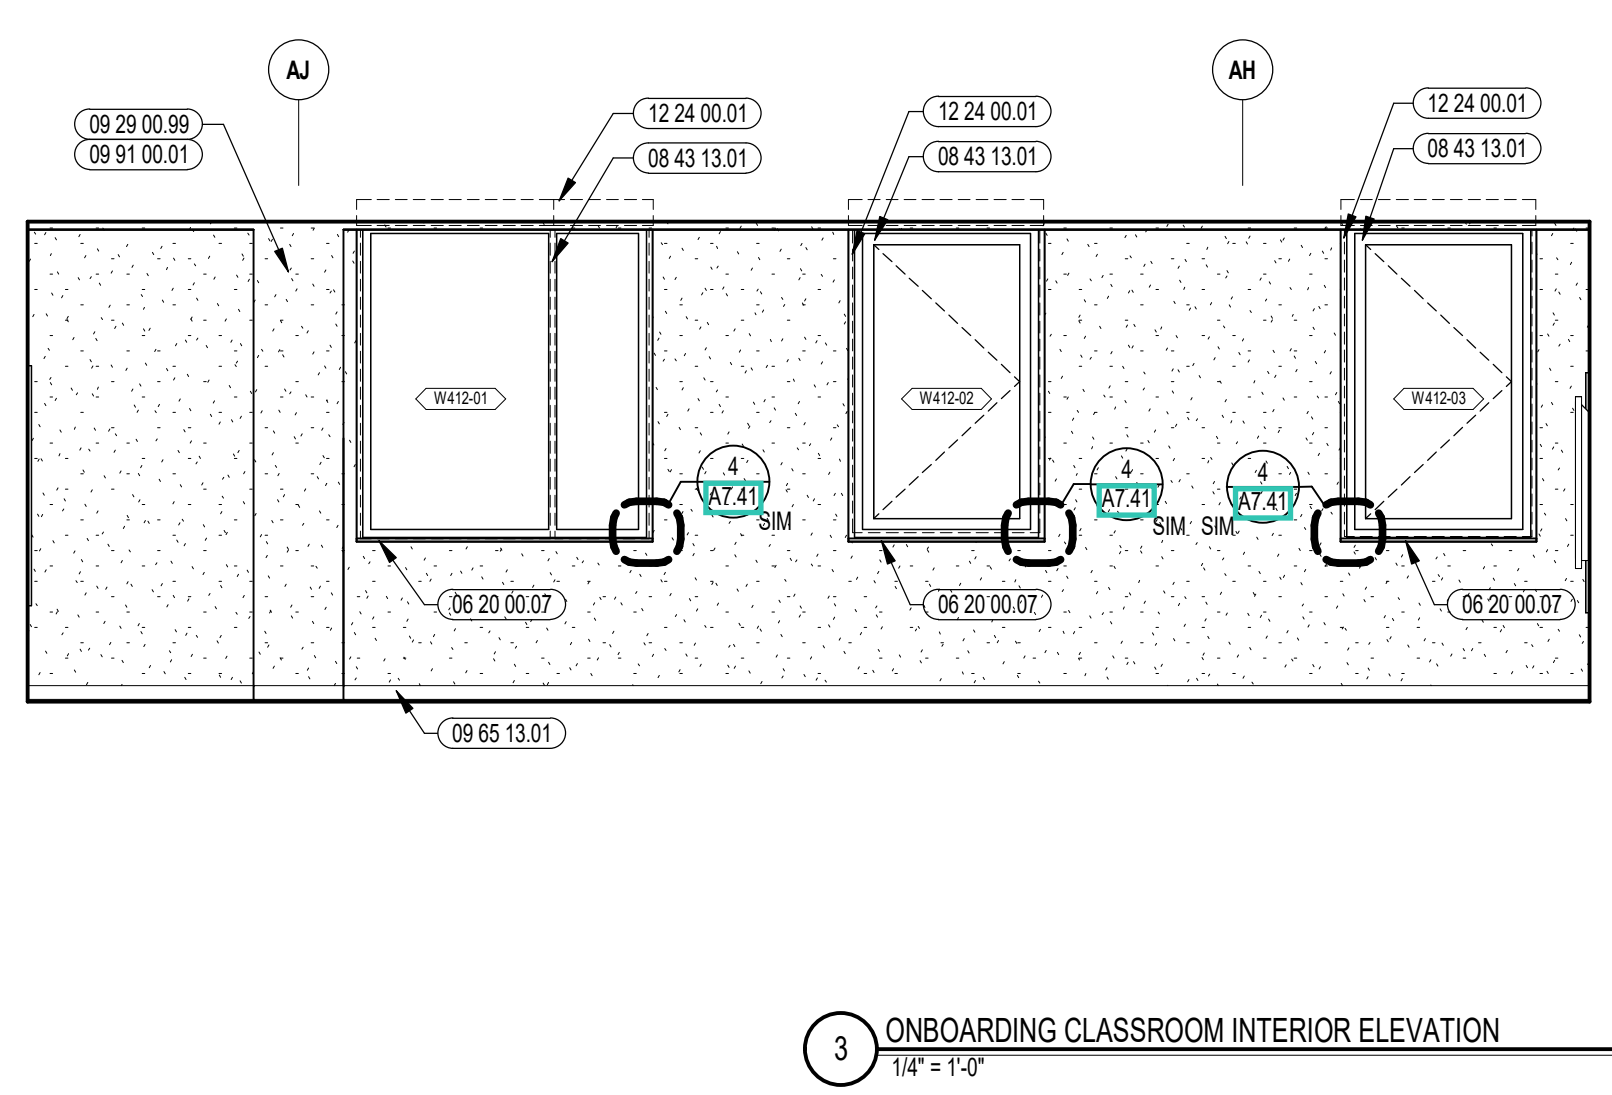 AJ
AH
09 29 00.99
09 91 00.01
12 24 00.01
08 43 13.01
12 24 00.01
08 43 13.01
12 24 00.01
08 43 13.01
W412-01
W412-02
W412-03
4
A7.41
SIM
4
A7.41
SIM
4
A7.41
SIM
06 20 00.07
06 20 00.07
06 20 00.07
09 65 13.01
3
ONBOARDING CLASSROOM INTERIOR ELEVATION
1/4" = 1'-0"